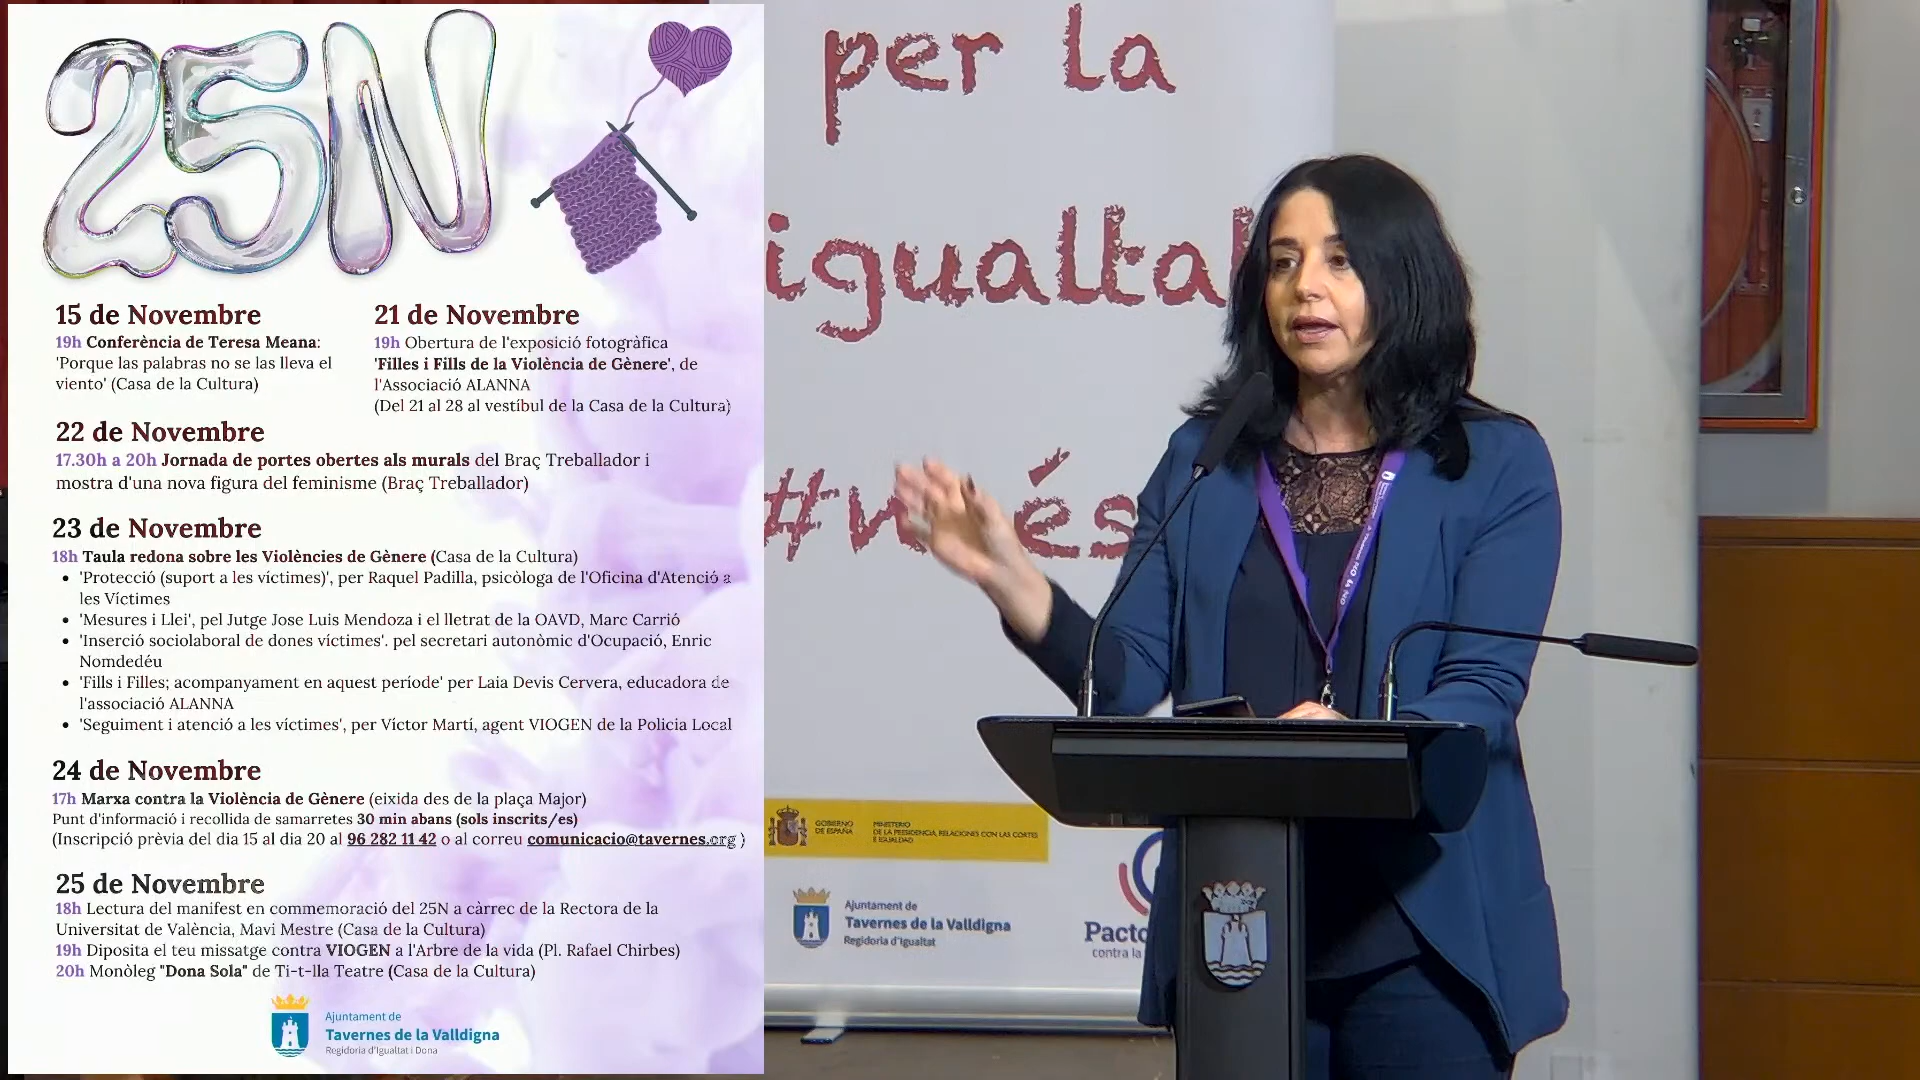 25N
15 de Novembre
19h Conferència de Teresa Meana:
'Porque las palabras no se las lleva el
viento' (Casa de la Cultura)
21 de Novembre
19h Obertura de l'exposició fotogràfica
'Filles i Fills de la Violència de Gènere', de
l'Associació ALANNA
(Del 21 al 28 al vestíbul de la Casa de la Cultura)
22 de Novembre
17.30h a 20h Jornada de portes obertes als murals del Braç Treballador i
mostra d'una nova figura del feminisme (Braç Treballador)
23 de Novembre
18h Taula redona sobre les Violències de Gènere (Casa de la Cultura)
• 'Protecció (suport a les víctimes)', per Raquel Padilla, psicòloga de l'Oficina d'Atenció a
les Víctimes
• 'Mesures i Llei', pel Jutge Jose Luis Mendoza i el lletrat de la OAVD, Marc Carrió
• 'Inserció sociolaboral de dones víctimes'. pel secretari autonòmic d'Ocupació, Enric
Nomdedéu
• 'Fills i Filles; acompanyament en aquest període' per Laia Devis Cervera, educadora de
l'associació ALANNA
• 'Seguiment i atenció a les víctimes', per Víctor Martí, agent VIOGEN de la Policia Local
24 de Novembre
17h Marxa contra la Violència de Gènere (eixida des de la plaça Major)
Punt d'informació i recollida de samarretes 30 min abans (sols inscrits/es)
(Inscripció prèvia del dia 15 al dia 20 al 96 282 11 42 o al correu comunicacio@tavernes.org )
25 de Novembre
18h Lectura del manifest en commemoració del 25N a càrrec de la Rectora de la
Universitat de València, Mavi Mestre (Casa de la Cultura)
19h Diposita el teu missatge contra VIOGEN a l'Arbre de la vida (Pl. Rafael Chirbes)
20h Monòleg "Dona Sola" de Ti-t-lla Teatre (Casa de la Cultura)
Ajuntament de
Tavernes de la Valldigna
Regidoria d'Igualtat i Dona
per la
igualtat
és
GOBIERNO
DE ESPAÑA
MINISTERIO
DE LA PRESIDENCIA, RELACIONES CON LAS CORTES
E IGUALDAD
Ajuntament de
Tavernes de la Valldigna
Regidoria d'Igualtat
Pacto
contra la